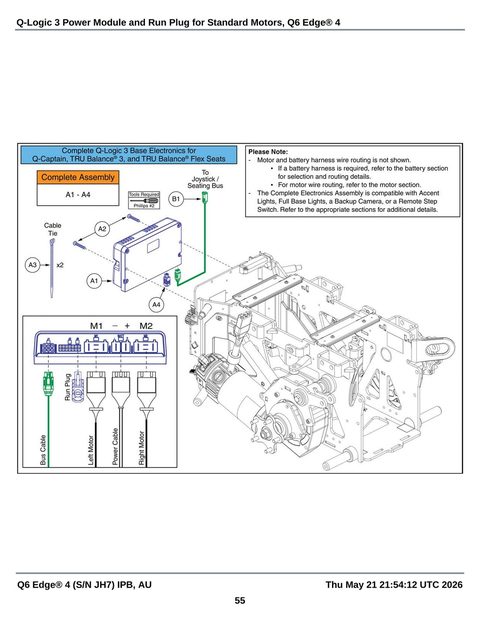 Q-Logic 3 Power Module and Run Plug for Standard Motors, Q6 Edge® 4
Complete Q-Logic 3 Base Electronics for
Q-Captain, TRU Balance® 3, and TRU Balance® Flex Seats
Complete Assembly
A1 - A4
Tools Required
Phillips #2
To
Joystick /
Seating Bus
B1
Please Note:
- Motor and battery harness wire routing is not shown.
• If a battery harness is required, refer to the battery section
for selection and routing details.
• For motor wire routing, refer to the motor section.
- The Complete Electronics Assembly is compatible with Accent
Lights, Full Base Lights, a Backup Camera, or a Remote Step
Switch. Refer to the appropriate sections for additional details.
Cable
Tie
A2
A3
x2
A1
A4
M1 – + M2
Bus Cable
Run Plug
Left Motor
Power Cable
Right Motor
Q6 Edge® 4 (S/N JH7) IPB, AU
Thu May 21 21:54:12 UTC 2026
55